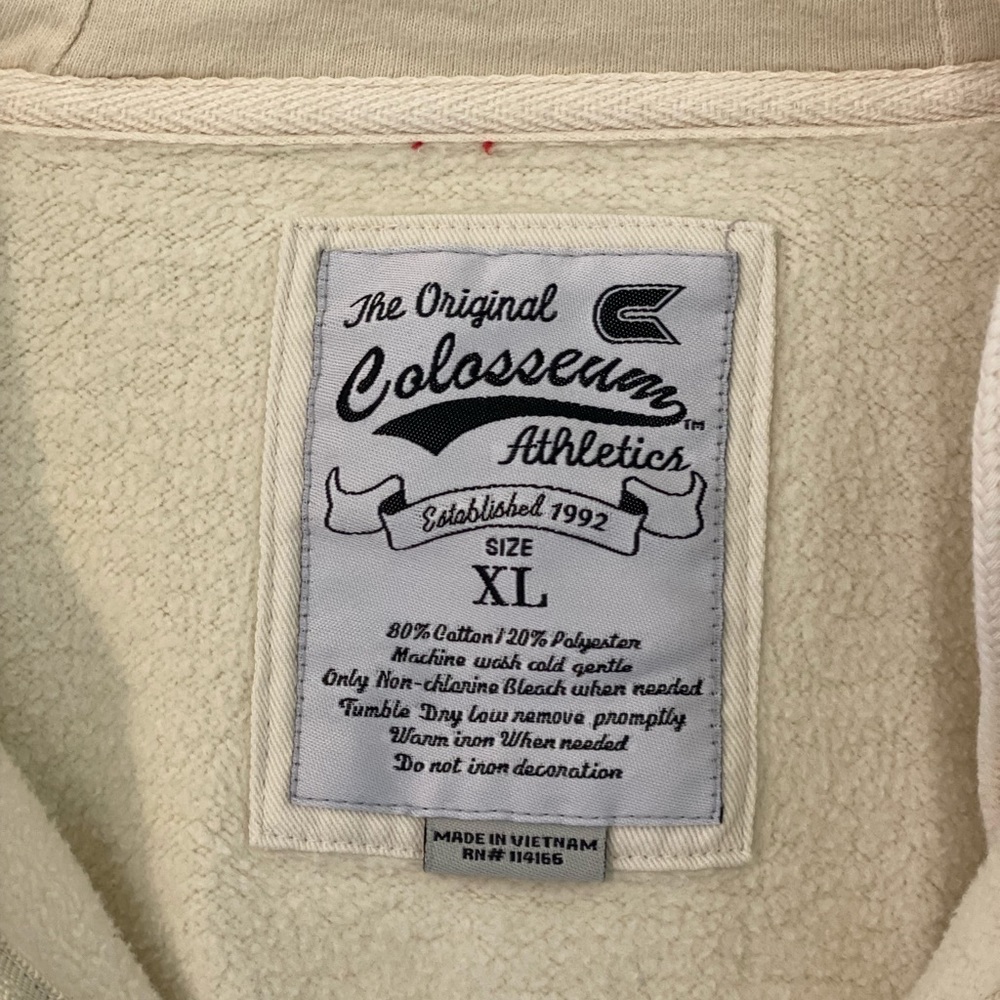 The Original
Colosseum TM
Athletics
Established 1992
SIZE
XL
80% Cotton / 20% Polyester
Machine wash cold gentle
Only Non-chlorine Bleach when needed
Tumble Dry low remove promptly
Warm iron When needed
Do not iron decoration
MADE IN VIETNAM
RN# 114166